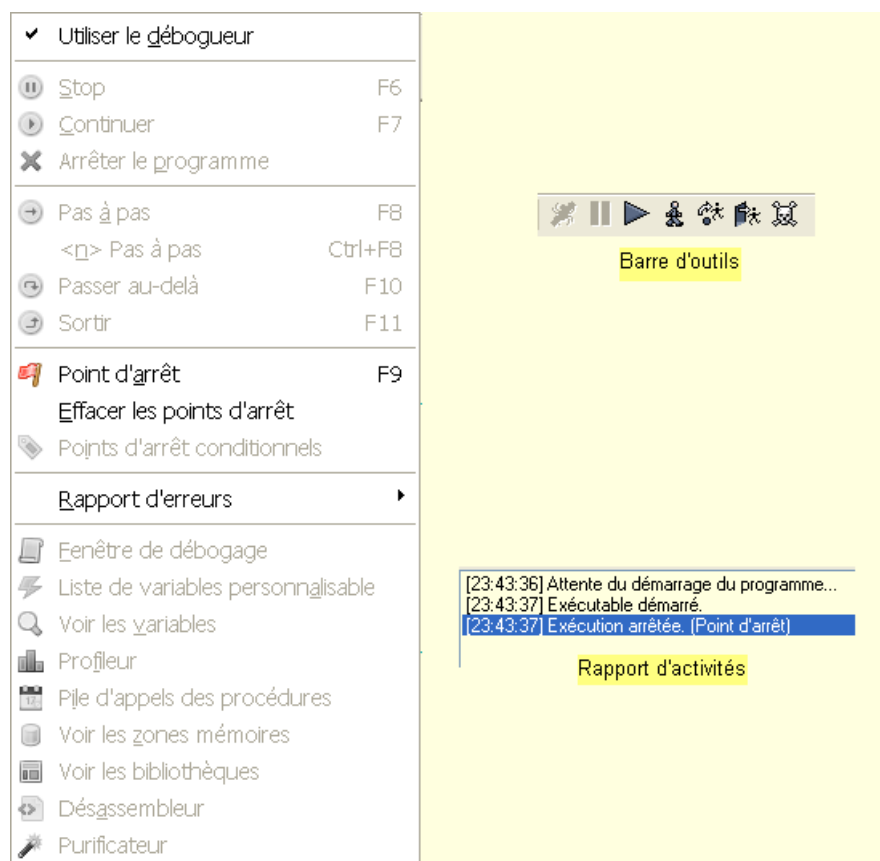 Utiliser le débogueur
Stop F6
Continuer F7
Arrêter le programme
Pas à pas F8
<n> Pas à pas Ctrl+F8
Passer au-delà F10
Sortir F11
Point d'arrêt F9
Effacer les points d'arrêt
Points d'arrêt conditionnels
Rapport d'erreurs
Fenêtre de débogage
Liste de variables personnalisable
Voir les variables
Profileur
Pile d'appels des procédures
Voir les zones mémoires
Voir les bibliothèques
Désassembleur
Purificateur
Barre d'outils
[23:43:36] Attente du démarrage du programme...
[23:43:37] Exécutable démarré.
[23:43:37] Exécution arrêtée. (Point d'arrêt)
Rapport d'activités